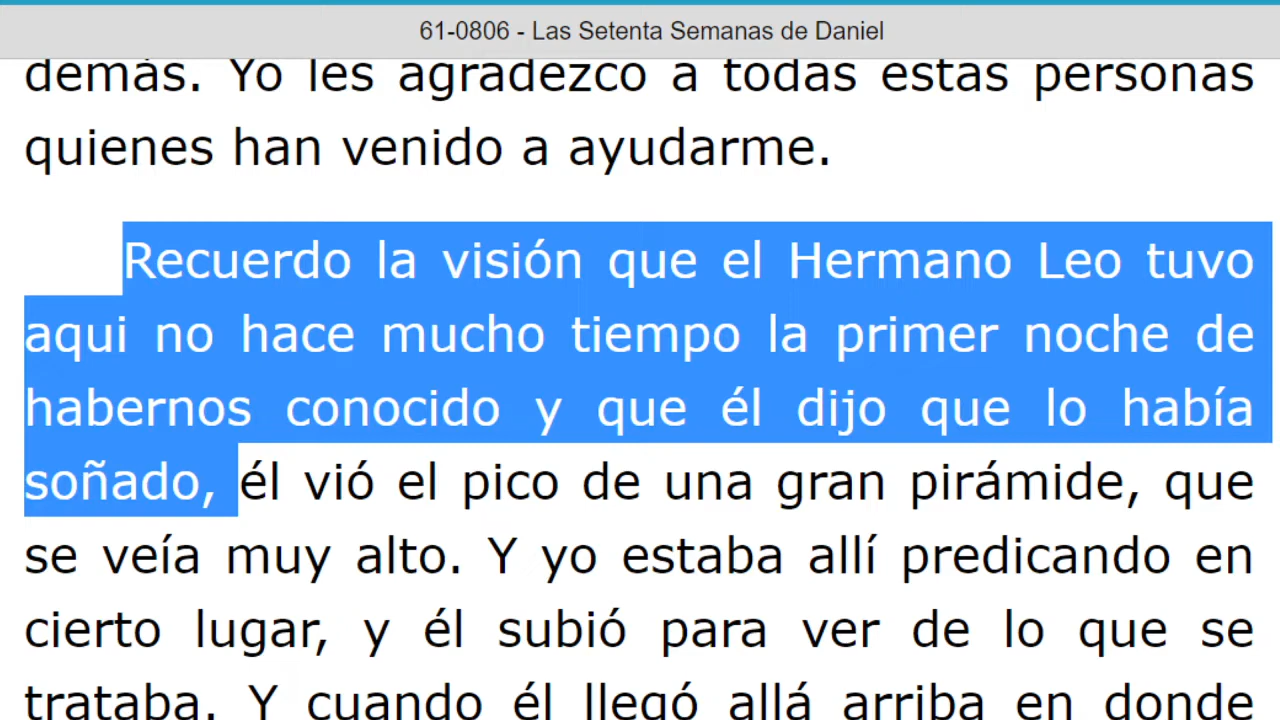 61-0806 - Las Setenta Semanas de Daniel
demás. Yo les agradezco a todas estas personas
quienes han venido a ayudarme.
Recuerdo la visión que el Hermano Leo tuvo
aqui no hace mucho tiempo la primer noche de
habernos conocido y que él dijo que lo había
soñado, él vió el pico de una gran pirámide, que
se veía muy alto. Y yo estaba allí predicando en
cierto lugar, y él subió para ver de lo que se
trataba. Y cuando él llegó allá arriba en donde